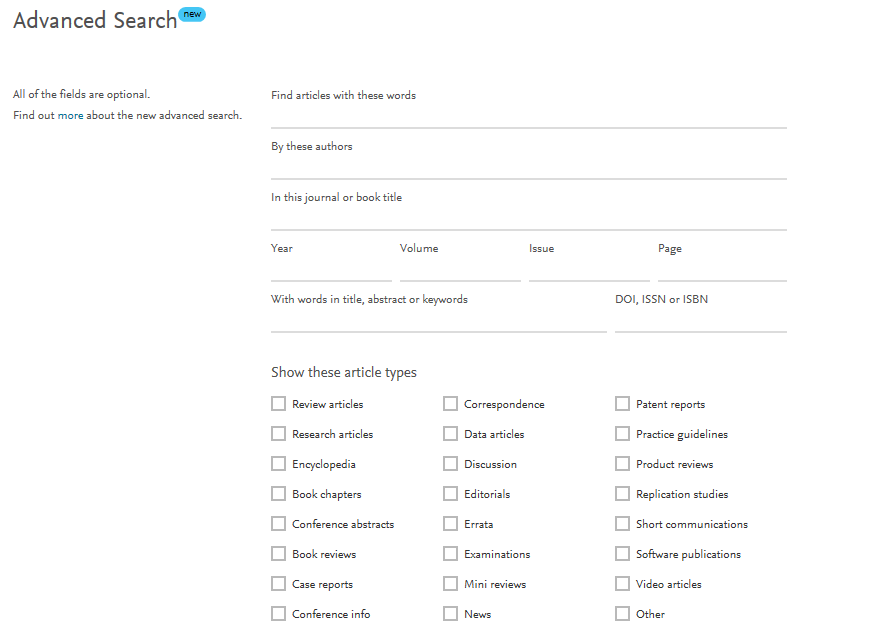 Advanced Search new
All of the fields are optional.
Find out more about the new advanced search.
Find articles with these words
By these authors
In this journal or book title
Year Volume Issue Page
With words in title, abstract or keywords DOI, ISSN or ISBN
Show these article types
Review articles Correspondence Patent reports
Research articles Data articles Practice guidelines
Encyclopedia Discussion Product reviews
Book chapters Editorials Replication studies
Conference abstracts Errata Short communications
Book reviews Examinations Software publications
Case reports Mini reviews Video articles
Conference info News Other